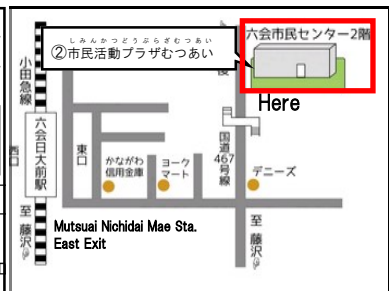 しみんかつどうぷらざむつあい
②市民活動プラザむつあい
六会市民センター2階
Here
小田急線
六会日大前駅
西口
東口
かながわ
信用金庫
ヨーク
マート
国道
467
号線
デニーズ
至
藤沢
至
藤沢
Mutsuai Nichidai Mae Sta.
East Exit